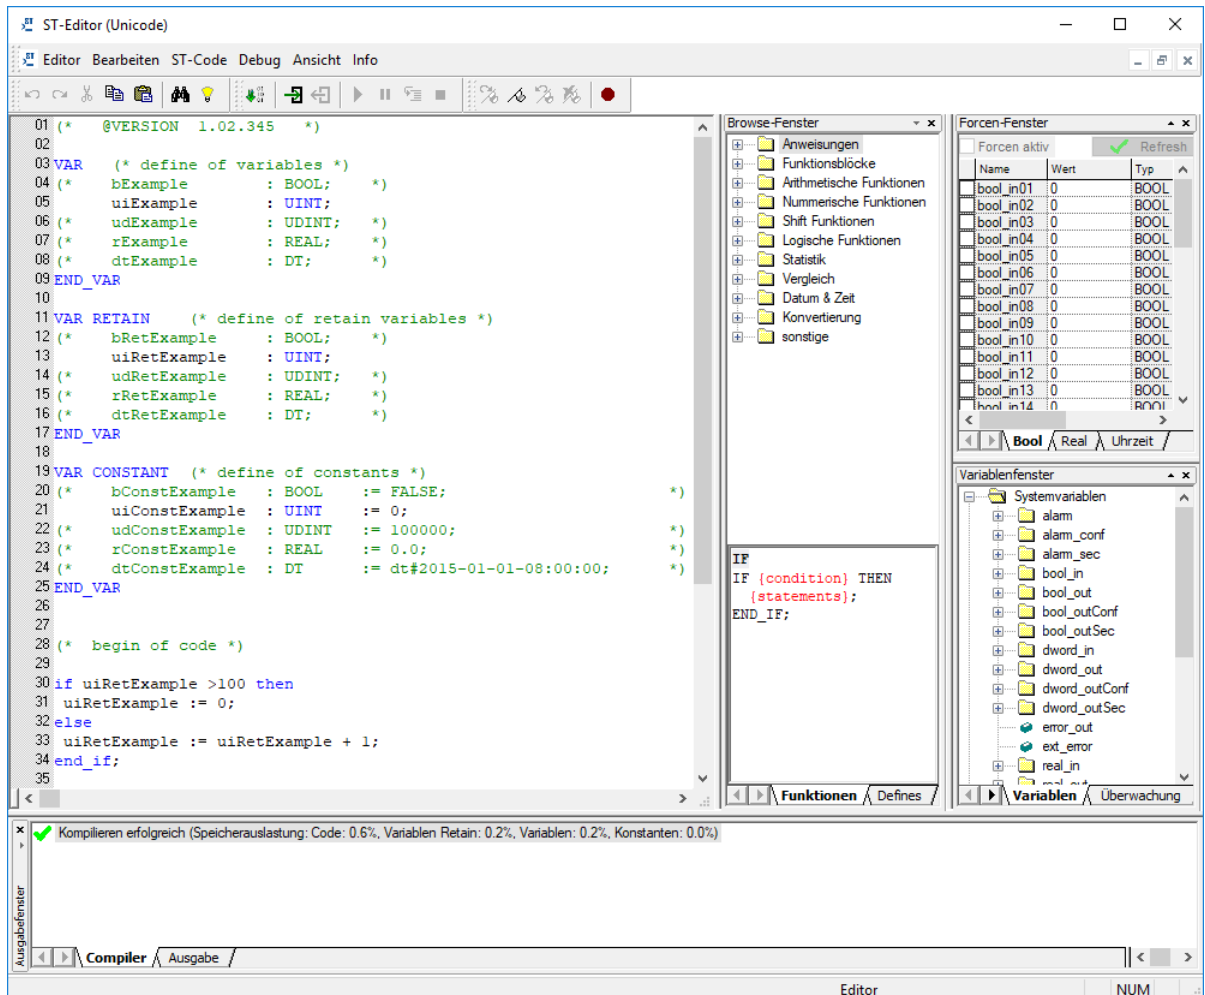 ST-Editor (Unicode)
Editor Bearbeiten ST-Code Debug Ansicht Info
01 (*    @VERSION  1.02.345   *)
02
03 VAR   (* define of variables *)
04 (*    bExample        : BOOL;    *)
05       uiExample       : UINT;
06 (*    udExample       : UDINT;   *)
07 (*    rExample        : REAL;    *)
08 (*    dtExample       : DT;      *)
09 END_VAR
10
11 VAR RETAIN    (* define of retain variables *)
12 (*    bRetExample     : BOOL;    *)
13       uiRetExample    : UINT;
14 (*    udRetExample    : UDINT;   *)
15 (*    rRetExample     : REAL;    *)
16 (*    dtRetExample    : DT;      *)
17 END_VAR
18
19 VAR CONSTANT  (* define of constants *)
20 (*    bConstExample   : BOOL    := FALSE;                       *)
21       uiConstExample  : UINT    := 0;
22 (*    udConstExample  : UDINT   := 100000;                      *)
23 (*    rConstExample   : REAL    := 0.0;                         *)
24 (*    dtConstExample  : DT      := dt#2015-01-01-08:00:00;      *)
25 END_VAR
26
27
28 (*  begin of code *)
29
30 if uiRetExample >100 then
31  uiRetExample := 0;
32 else
33  uiRetExample := uiRetExample + 1;
34 end_if;
35
Browse-Fenster
Anweisungen
Funktionsblöcke
Arithmetische Funktionen
Nummerische Funktionen
Shift Funktionen
Logische Funktionen
Statistik
Vergleich
Datum & Zeit
Konvertierung
sonstige
IF
IF {condition} THEN
  {statements};
END_IF;
Funktionen Defines
Forcen-Fenster
Forcen aktiv Refresh
Name Wert Typ
bool_in01 0 BOOL
bool_in02 0 BOOL
bool_in03 0 BOOL
bool_in04 0 BOOL
bool_in05 0 BOOL
bool_in06 0 BOOL
bool_in07 0 BOOL
bool_in08 0 BOOL
bool_in09 0 BOOL
bool_in10 0 BOOL
bool_in11 0 BOOL
bool_in12 0 BOOL
bool_in13 0 BOOL
bool_in14 0 BOOL
Bool Real Uhrzeit
Variablenfenster
Systemvariablen
alarm
alarm_conf
alarm_sec
bool_in
bool_out
bool_outConf
bool_outSec
dword_in
dword_out
dword_outConf
dword_outSec
error_out
ext_error
real_in
real_out
Variablen Überwachung
Kompilieren erfolgreich (Speicherauslastung: Code: 0.6%, Variablen Retain: 0.2%, Variablen: 0.2%, Konstanten: 0.0%)
Ausgabefenster
Compiler Ausgabe
Editor NUM